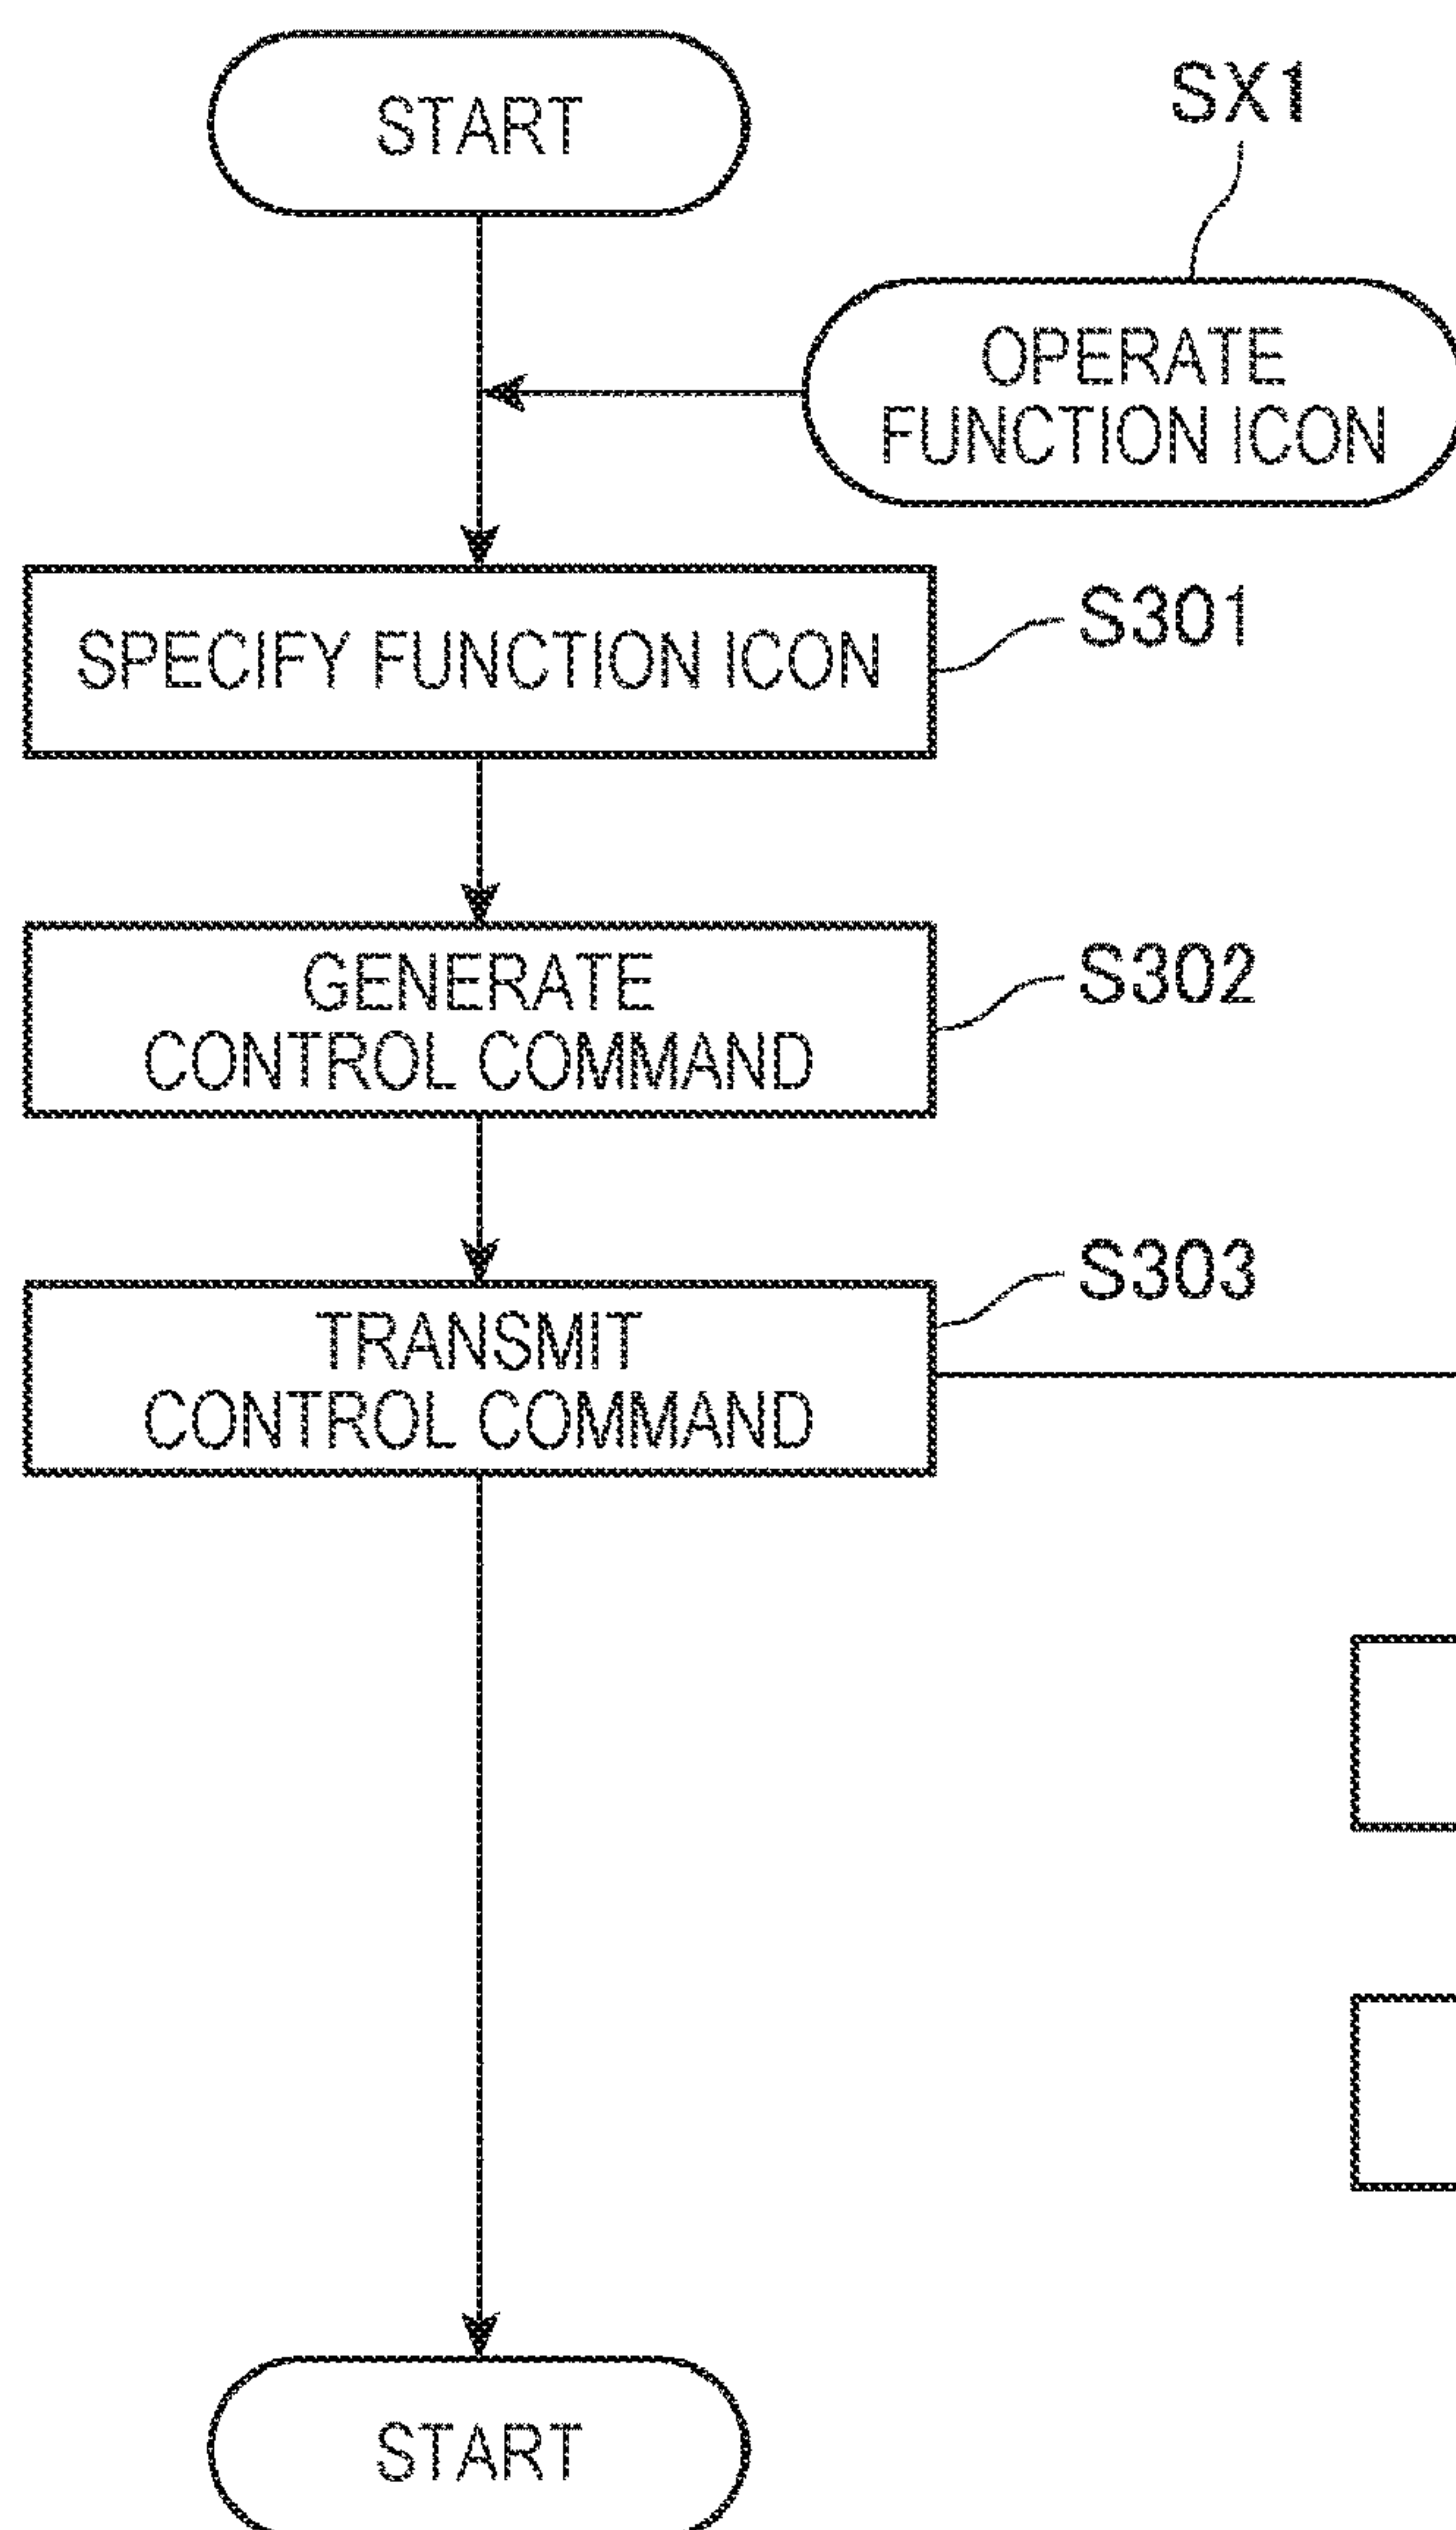 START
SX1
OPERATE
FUNCTION ICON
SPECIFY FUNCTION ICON
S301
GENERATE
CONTROL COMMAND
S302
TRANSMIT
CONTROL COMMAND
S303
START